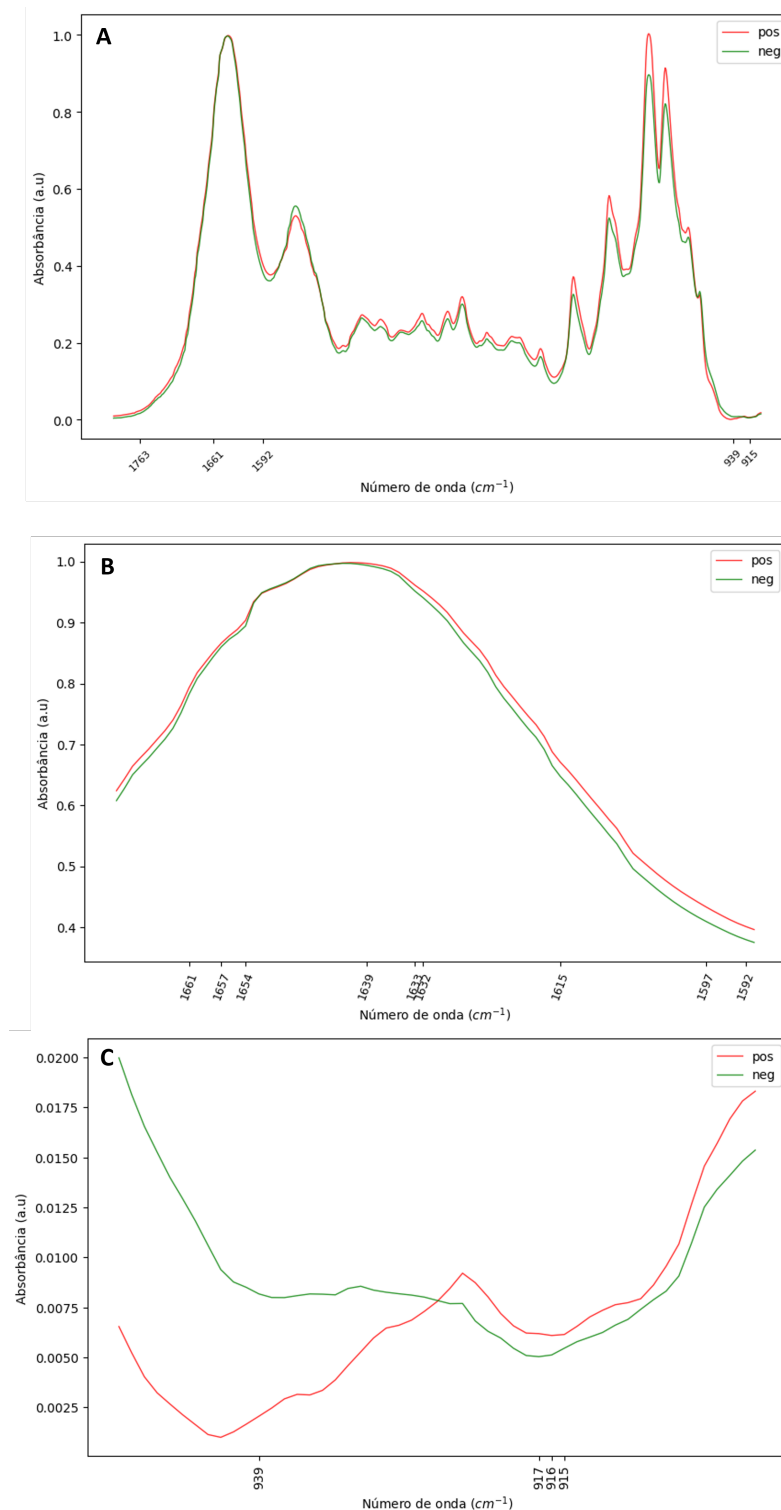 A
pos
neg
1.0
0.8
0.6
0.4
0.2
0.0
Absorbância (a.u)
1763 1661 1592 939 915
Número de onda (cm⁻¹)
B
pos
neg
1.0
0.9
0.8
0.7
0.6
0.5
0.4
Absorbância (a.u)
1661 1657 1654 1639 1633 1632 1615 1597 1592
Número de onda (cm⁻¹)
C
pos
neg
0.0200
0.0175
0.0150
0.0125
0.0100
0.0075
0.0050
0.0025
Absorbância (a.u)
939 917 916 915
Número de onda (cm⁻¹)